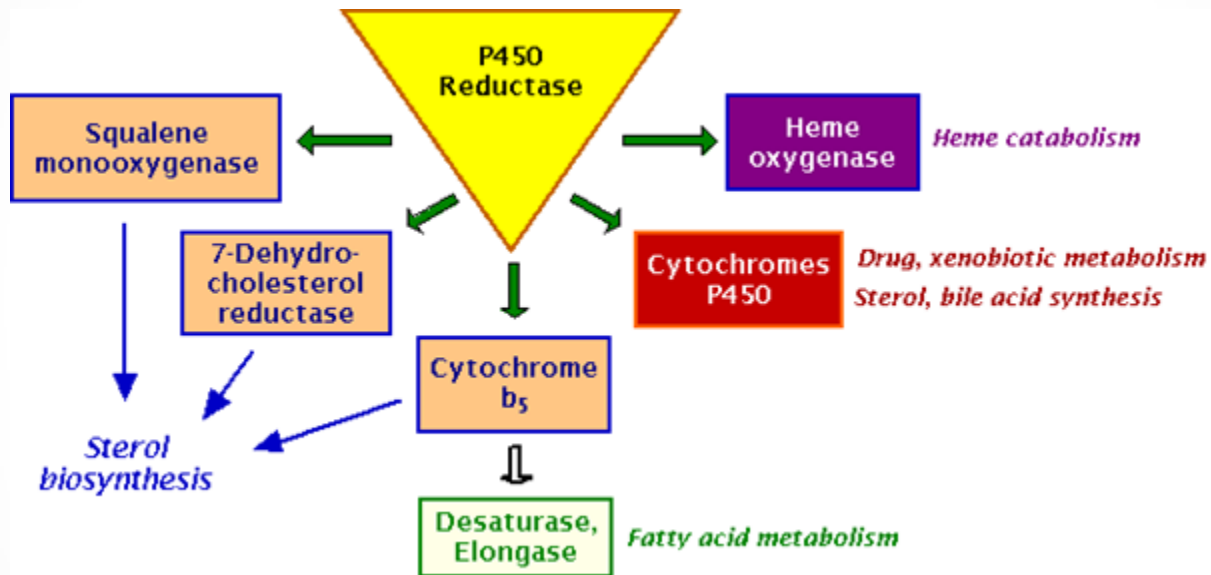 P450
Reductase
Squalene
monooxygenase
Heme
oxygenase
Heme catabolism
7-Dehydro-
cholesterol
reductase
Cytochromes
P450
Drug, xenobiotic metabolism
Sterol, bile acid synthesis
Cytochrome
b₅
Sterol
biosynthesis
Desaturase,
Elongase
Fatty acid metabolism